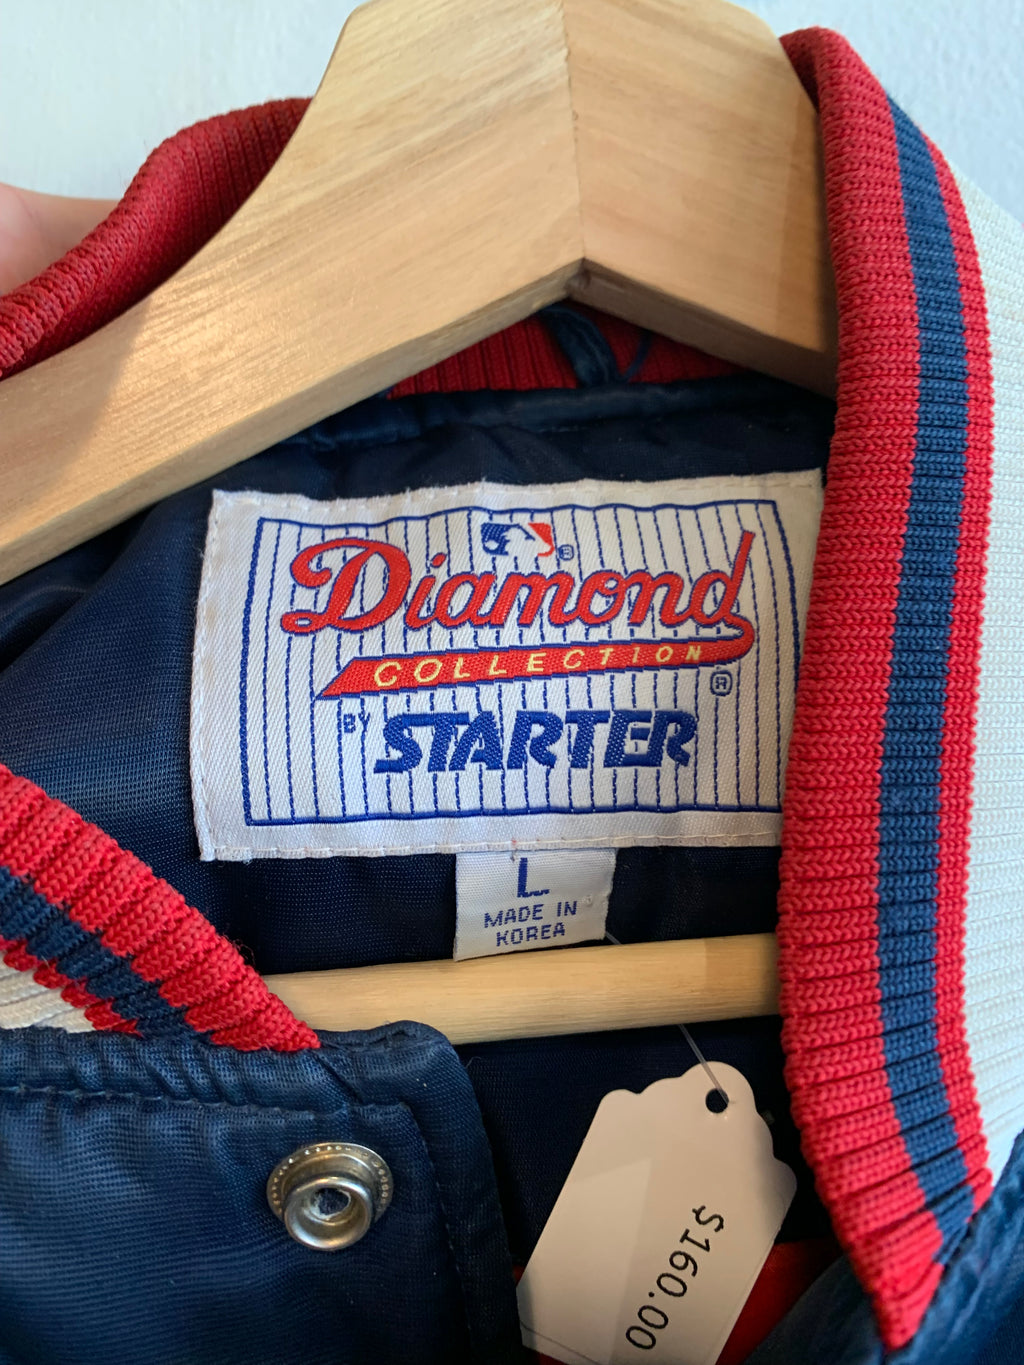 Diamond ®
COLLECTION
®
BY STARTER
L
MADE IN
KOREA
$160.00